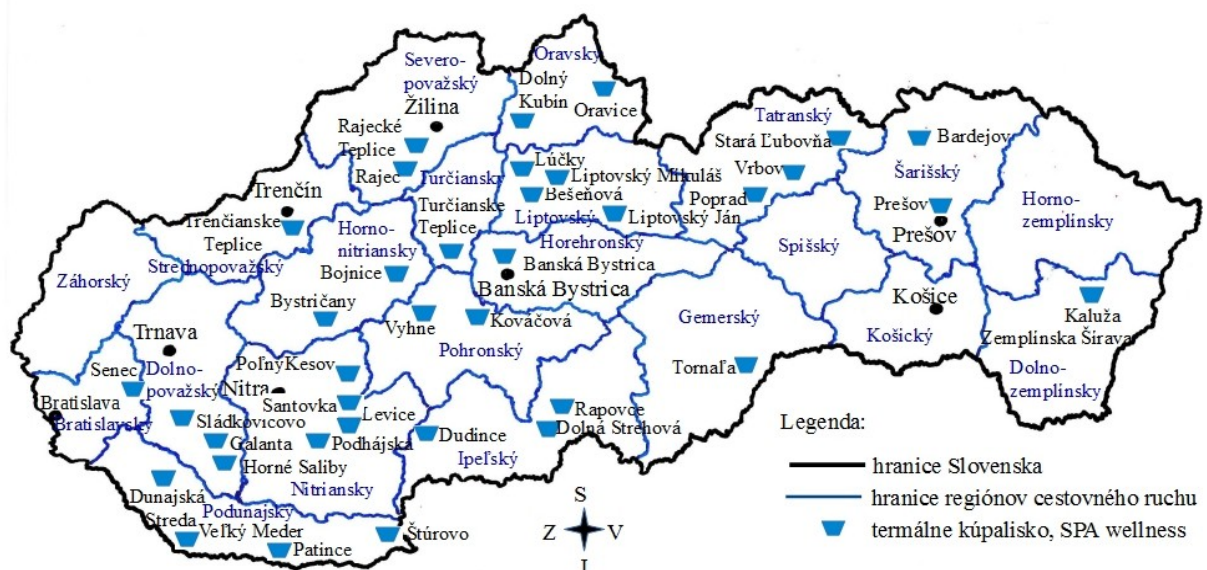 Severo-
považský
Žilina
Rajecké
Teplice
Rajec
Oravský
Dolný
Kubín
Oravice
Tatranský
Stará Ľubovňa
Vrbov
Poprad
Bardejov
Šarišský
Prešov
Prešov
Horno-
zemplínsky
Turčiansky
Turčianske
Teplice
Lúčky
Liptovský Mikuláš
Bešeňová
Liptovský
Liptovský Ján
Trenčín
Trenčianske
Teplice
Strednopovažský
Horno-
nitriansky
Bojnice
Bystričany
Horehronský
Banská Bystrica
Banská Bystrica
Spišský
Záhorský
Vyhne
Kováčová
Pohronský
Gemerský
Tornaľa
Košice
Košický
Kaluža
Zemplínska Šírava
Dolno-
zemplínsky
Trnava
Dolno-
považský
Senec
Bratislava
Bratislavský
Sládkovicovo
Galanta
Horné Saliby
Poľný Kesov
Nitra
Santovka
Levice
Podhájska
Nitriansky
Dudince
Ipeľský
Rapovce
Dolná Strehová
Dunajská
Streda
Podunajský
Veľký Meder
Patince
Štúrovo
S
Z V
J
Legenda:
hranice Slovenska
hranice regiónov cestovného ruchu
termálne kúpalisko, SPA wellness